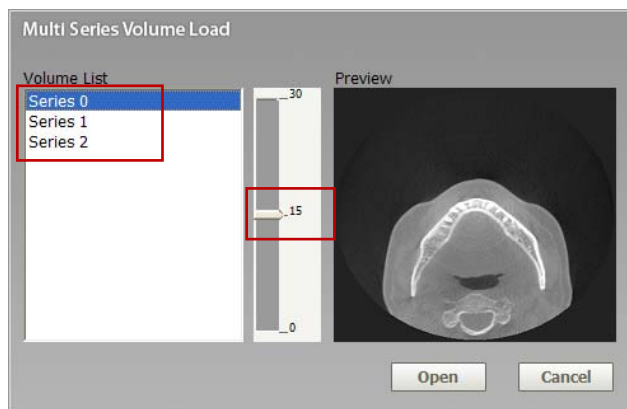 Multi Series Volume Load
Volume List
Preview
Series 0
Series 1
Series 2
30
15
0
Open
Cancel